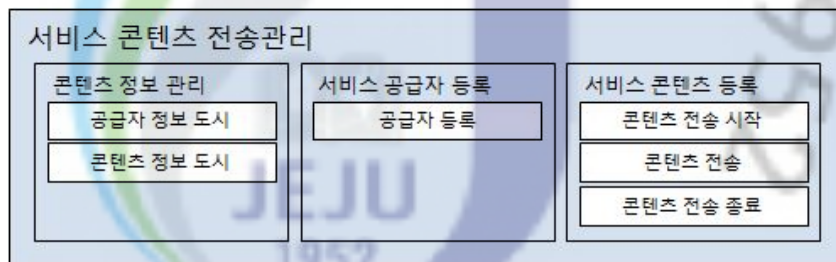 서비스 콘텐츠 전송관리
콘텐츠 정보 관리
공급자 정보 도시
콘텐츠 정보 도시
서비스 공급자 등록
공급자 등록
서비스 콘텐츠 등록
콘텐츠 전송 시작
콘텐츠 전송
콘텐츠 전송 종료
JEJU
1952